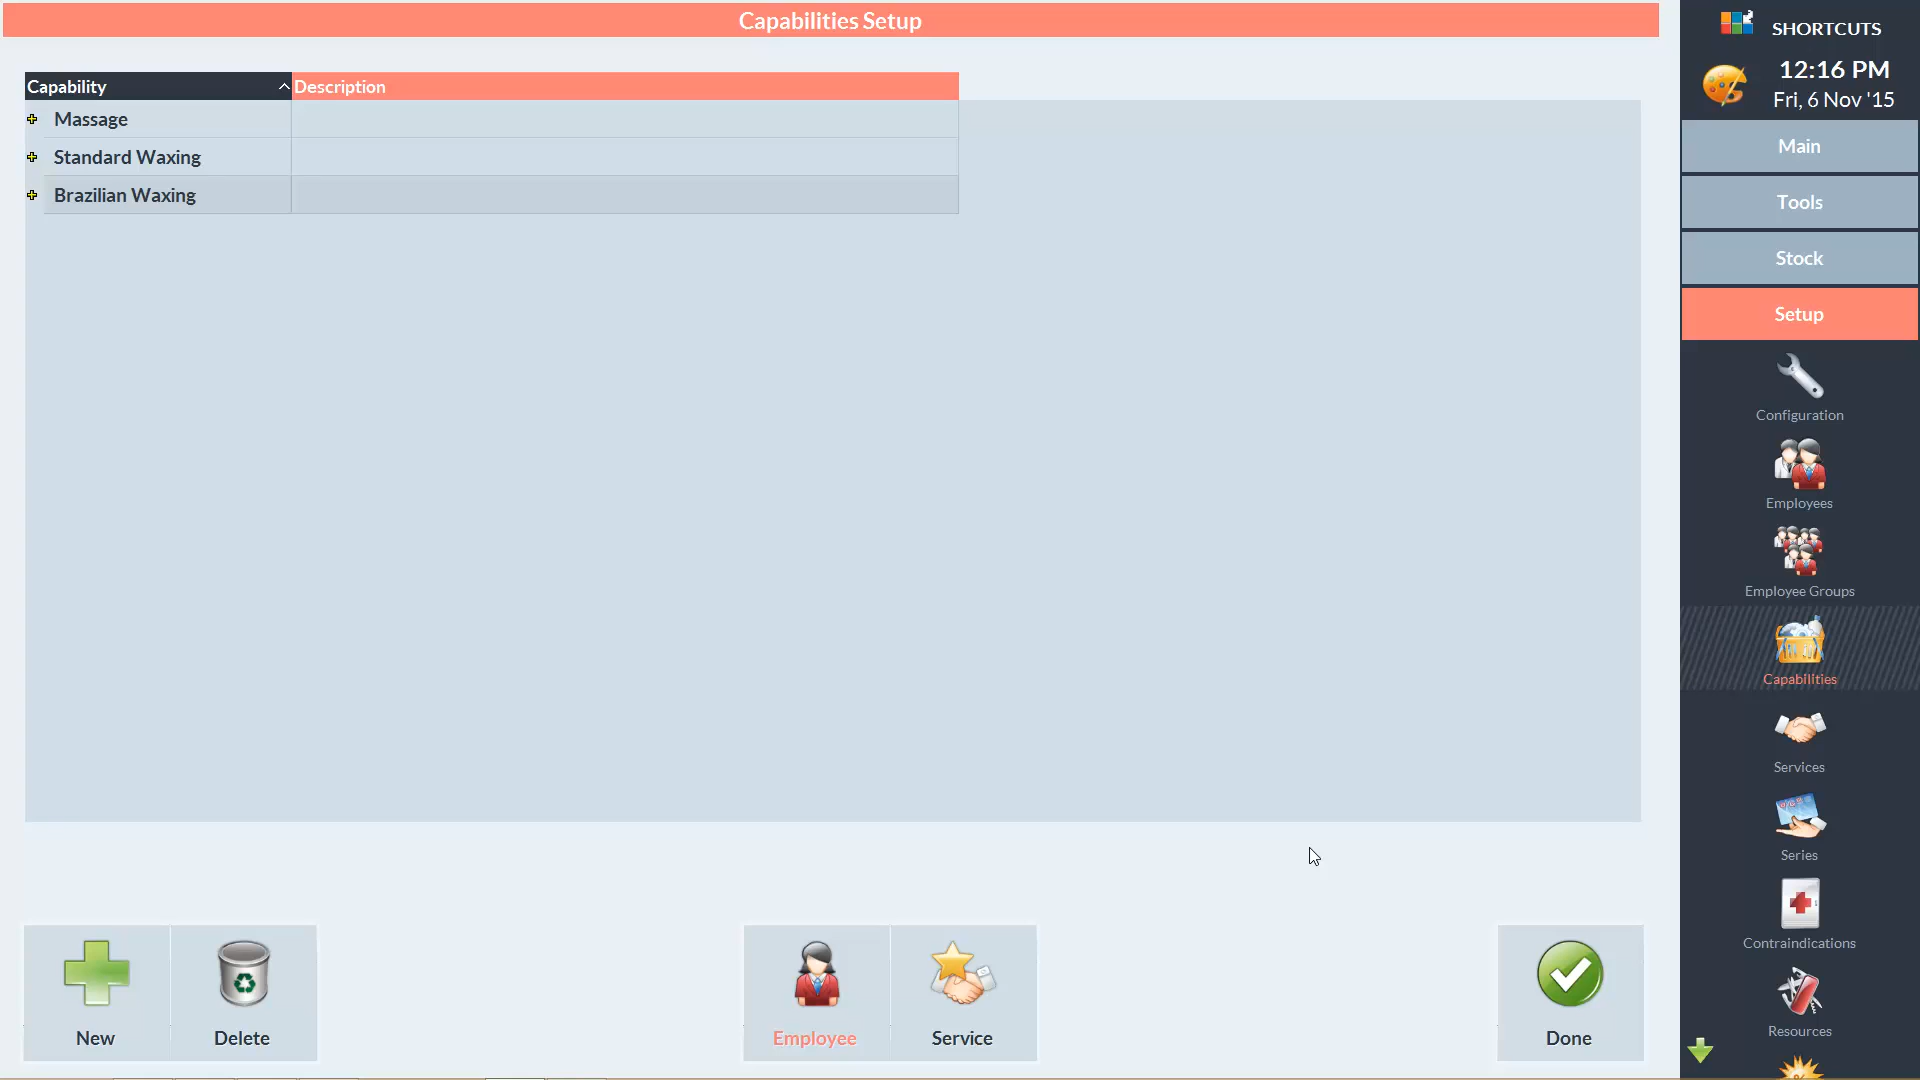 Capabilities Setup
SHORTCUTS
12:16 PM
Fri, 6 Nov '15
Capability
Description
Massage
Standard Waxing
Brazilian Waxing
Main
Tools
Stock
Setup
Configuration
Employees
Employee Groups
Capabilities
Services
Series
Contraindications
Resources
New
Delete
Employee
Service
Done